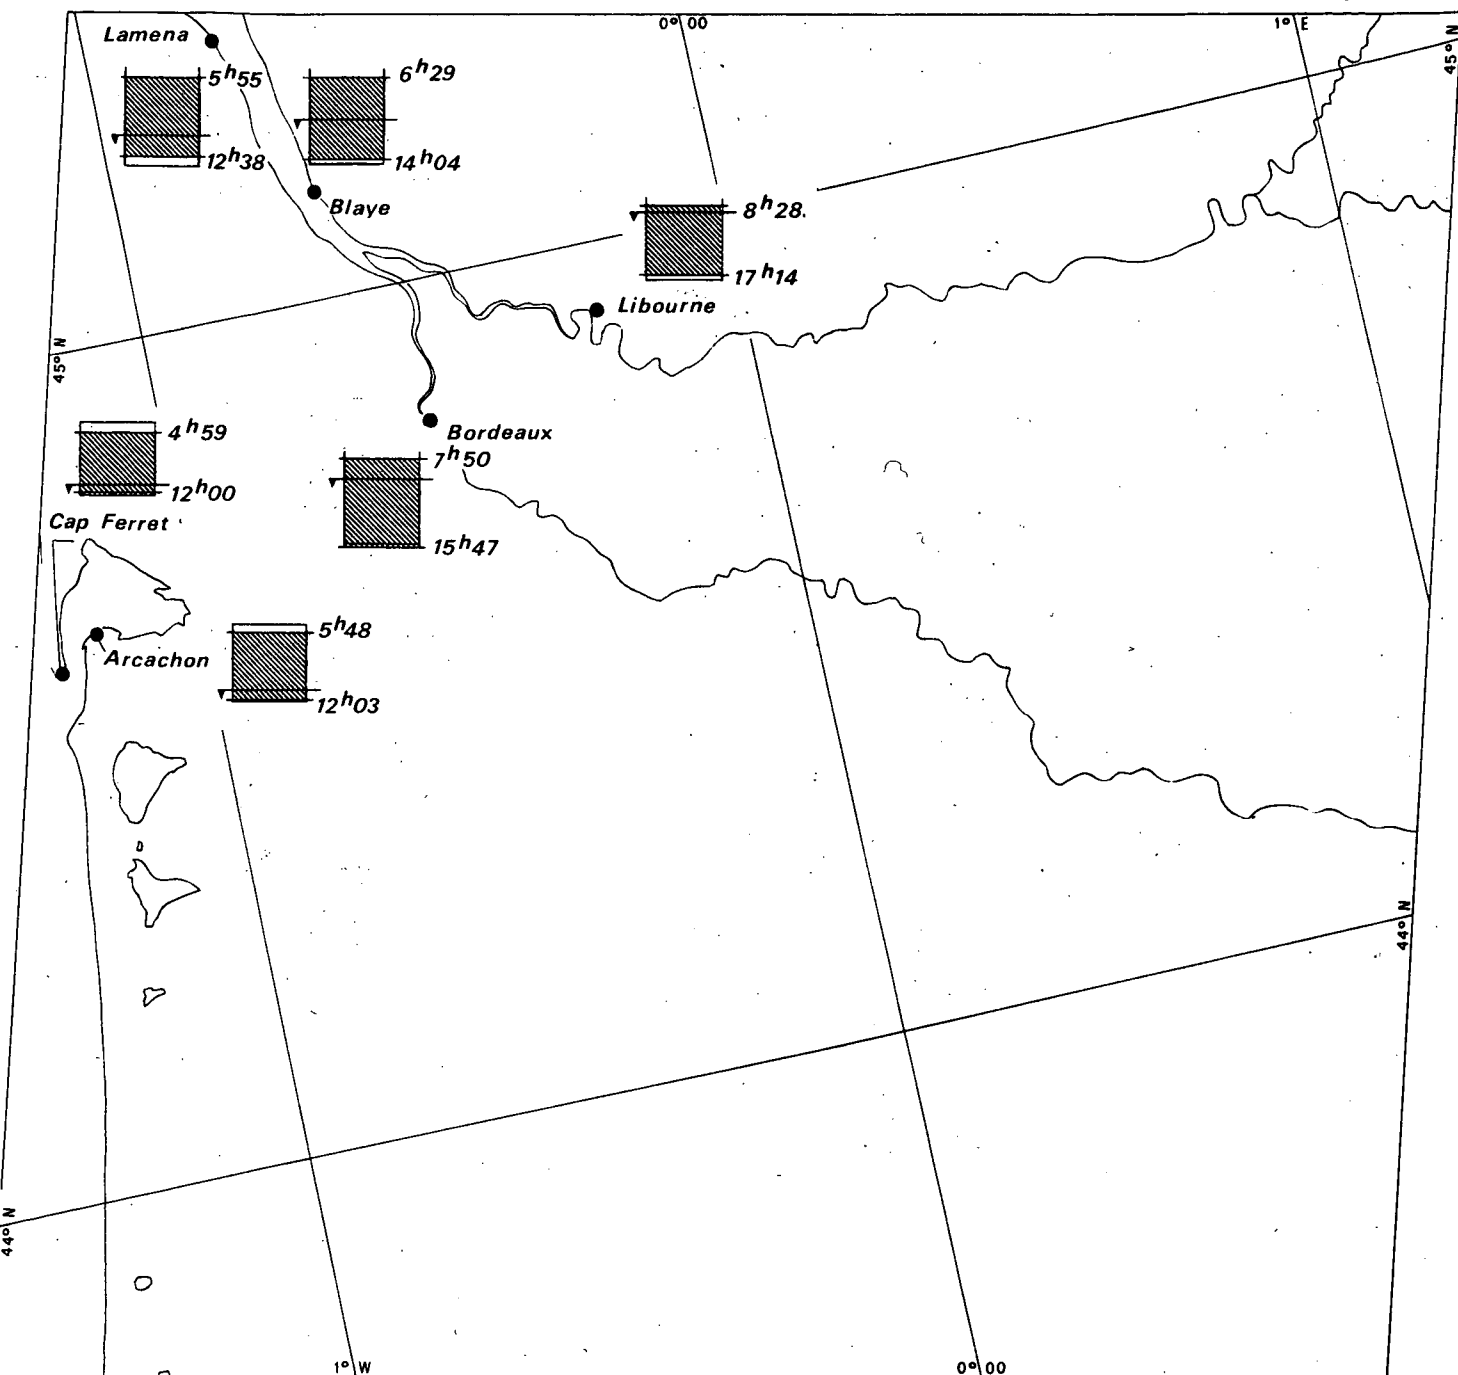 0° 00
1° E
45° N
Lamena
5h55
12h38
6h29
14h04
Blaye
8h28
17h14
Libourne
45° N
4h59
12h00
Cap Ferret
Bordeaux
7h50
15h47
5h48
12h03
Arcachon
44° N
44° N
1° W
0° 00